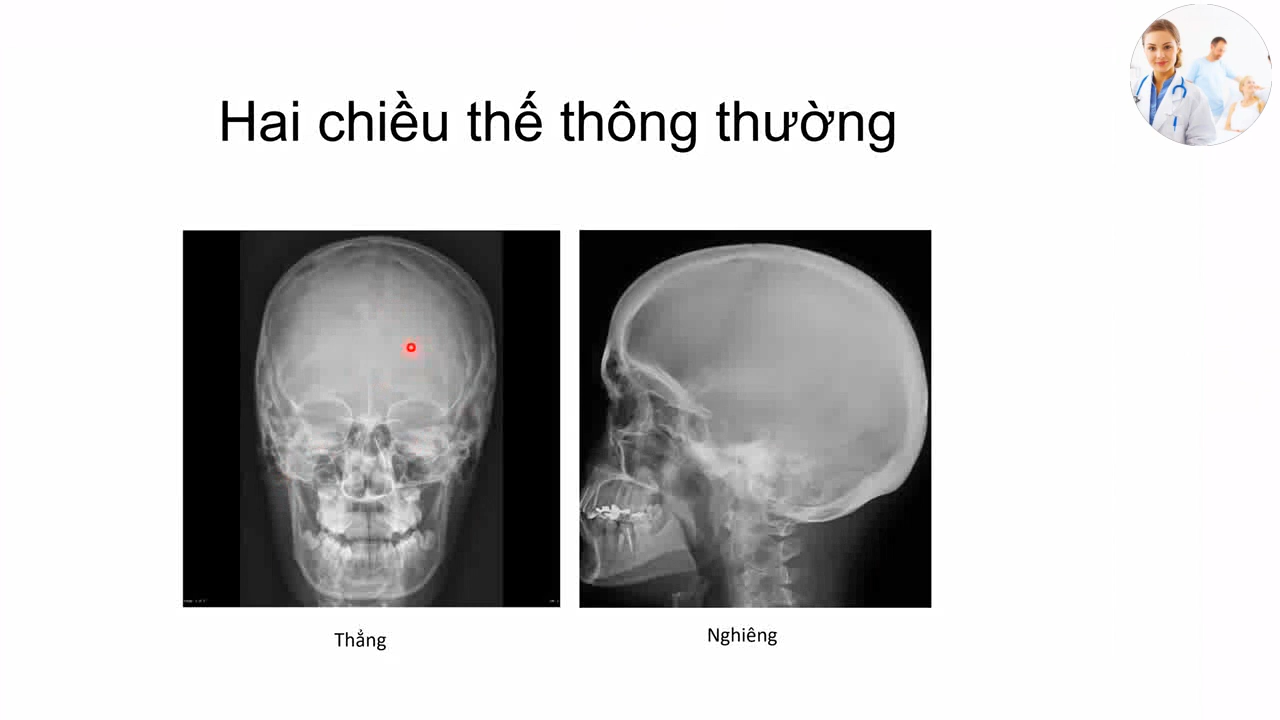 Hai chiều thế thông thường
Thẳng
Nghiêng